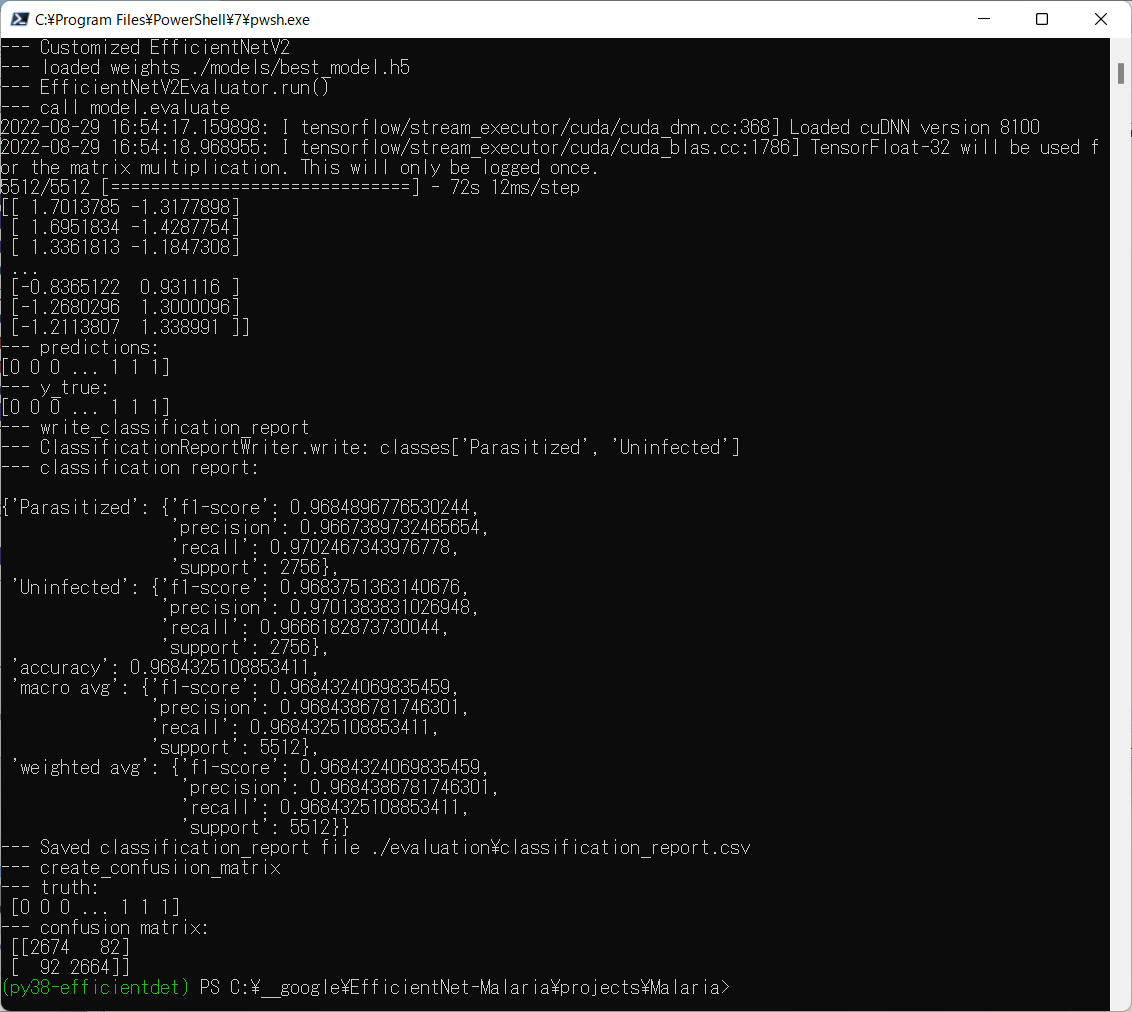 C:¥Program Files¥PowerShell¥7¥pwsh.exe
--- Customized EfficientNetV2
--- loaded weights ./models/best_model.h5
--- EfficientNetV2Evaluator.run()
--- call model.evaluate
2022-08-29 16:54:17.159898: I tensorflow/stream_executor/cuda/cuda_dnn.cc:368] Loaded cuDNN version 8100
2022-08-29 16:54:18.968955: I tensorflow/stream_executor/cuda/cuda_blas.cc:1786] TensorFloat-32 will be used f
or the matrix multiplication. This will only be logged once.
5512/5512 [==============================] - 72s 12ms/step
[[ 1.7013785 -1.3177898]
 [ 1.6951834 -1.4287754]
 [ 1.3361813 -1.1847308]
 ...
 [-0.8365122  0.931116 ]
 [-1.2680296  1.3000096]
 [-1.2113807  1.338991 ]]
--- predictions:
[0 0 0 ... 1 1 1]
--- y_true:
[0 0 0 ... 1 1 1]
--- write_classification_report
--- ClassificationReportWriter.write: classes['Parasitized', 'Uninfected']
--- classification report:
{'Parasitized': {'f1-score': 0.9684896776530244,
                 'precision': 0.9667389732465654,
                 'recall': 0.9702467343976778,
                 'support': 2756},
 'Uninfected': {'f1-score': 0.9683751363140676,
                'precision': 0.9701383831026948,
                'recall': 0.9666182873730044,
                'support': 2756},
 'accuracy': 0.9684325108853411,
 'macro avg': {'f1-score': 0.9684324069835459,
               'precision': 0.9684386781746301,
               'recall': 0.9684325108853411,
               'support': 5512},
 'weighted avg': {'f1-score': 0.9684324069835459,
                  'precision': 0.9684386781746301,
                  'recall': 0.9684325108853411,
                  'support': 5512}}
--- Saved classification_report file ./evaluation¥classification_report.csv
--- create_confusiion_matrix
--- truth:
 [0 0 0 ... 1 1 1]
--- confusion matrix:
 [[2674   82]
 [  92 2664]]
(py38-efficientdet) PS C:¥__google¥EfficientNet-Malaria¥projects¥Malaria>